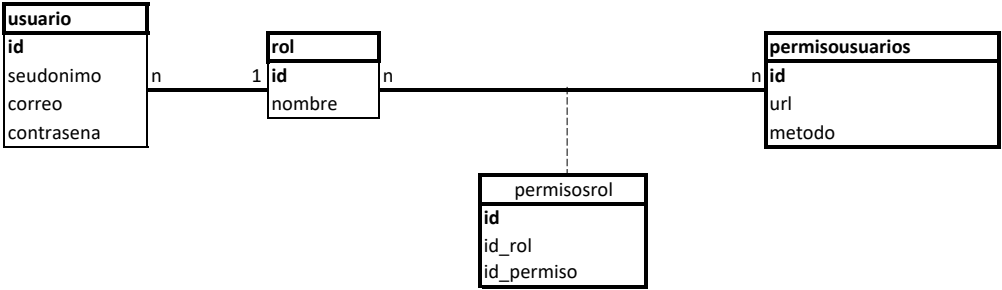 usuario
id
seudonimo
correo
contrasena
n
1
rol
id
nombre
n
n
permisousuarios
id
url
metodo
permisosrol
id
id_rol
id_permiso